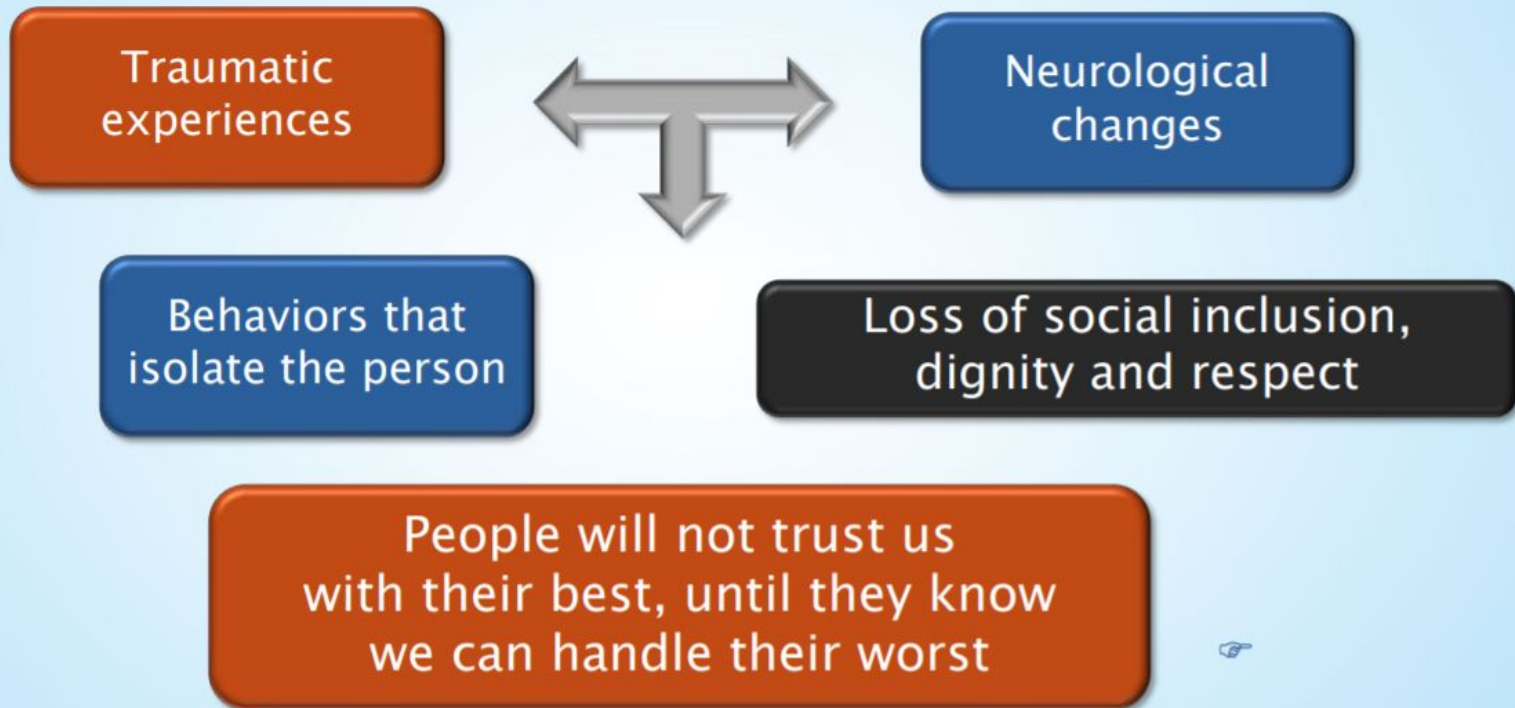 Traumatic
experiences
Neurological
changes
Behaviors that
isolate the person
Loss of social inclusion,
dignity and respect
People will not trust us
with their best, until they know
we can handle their worst